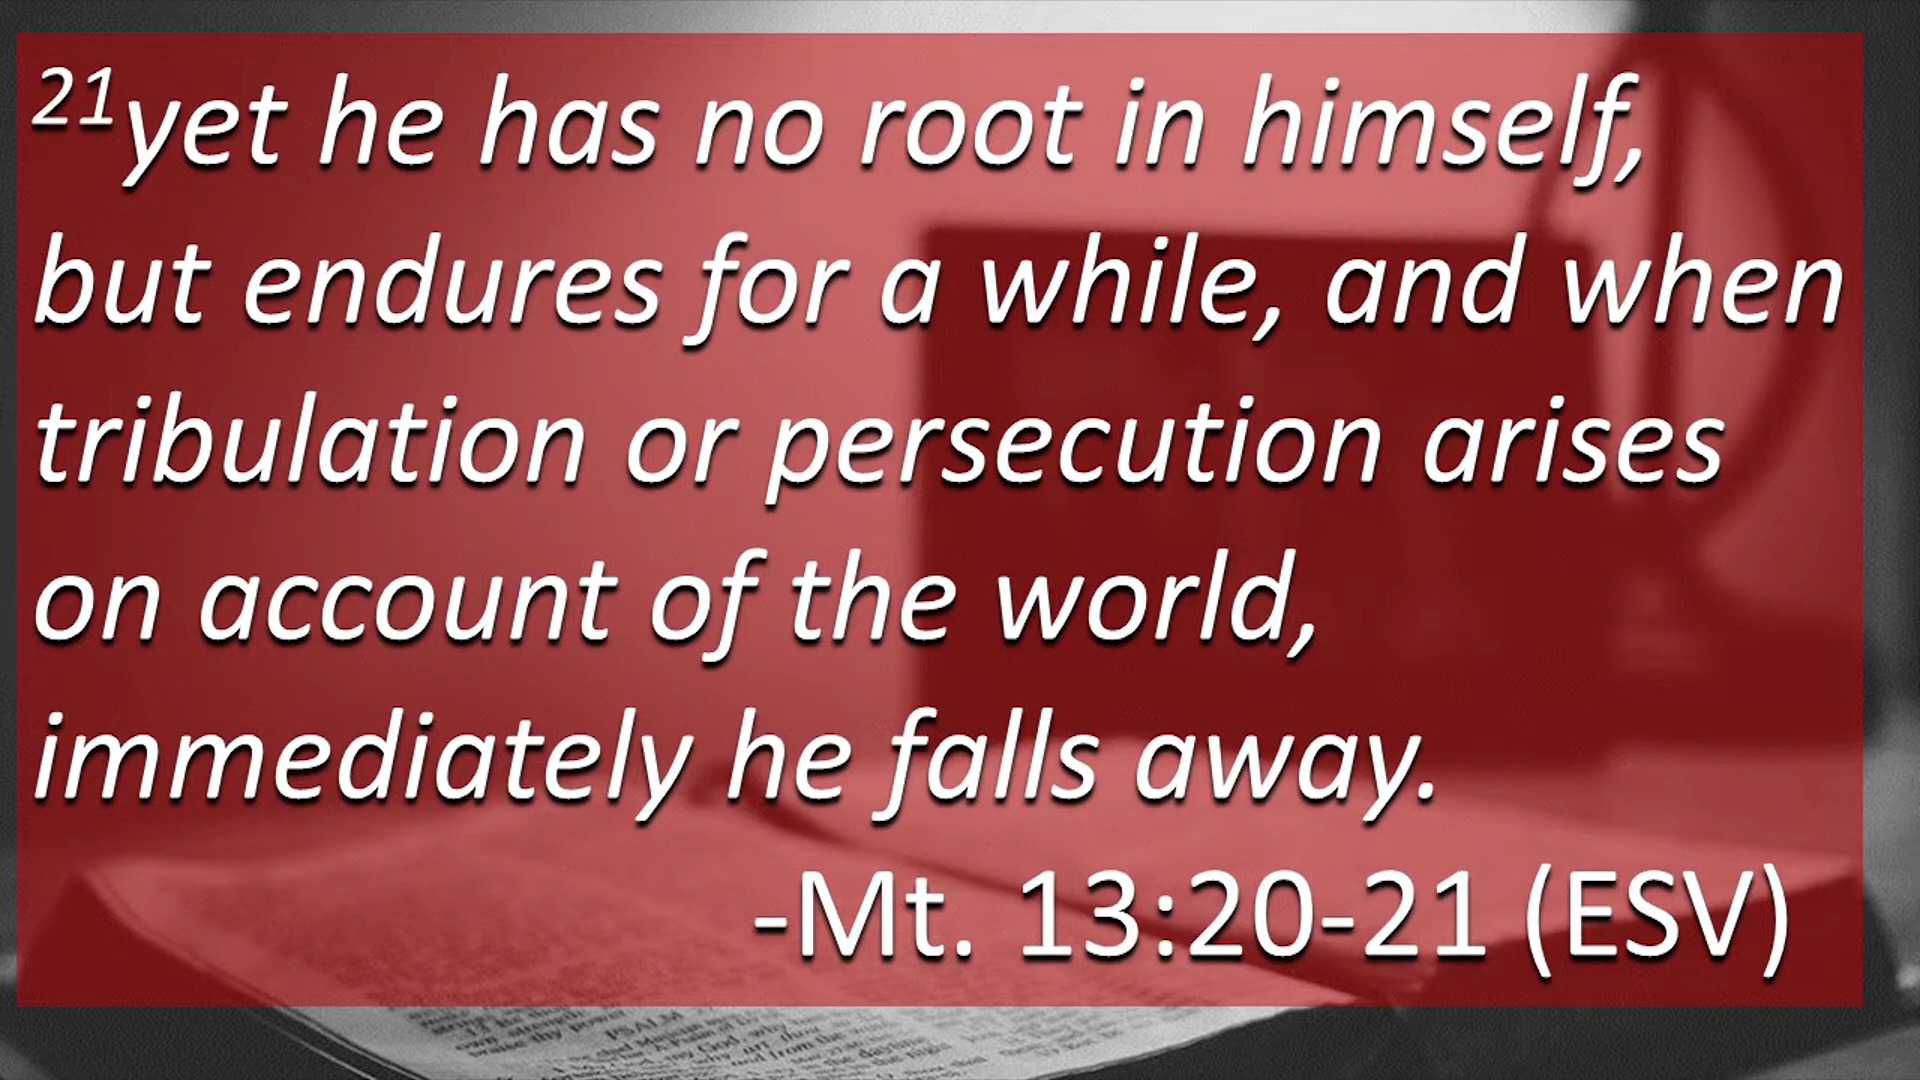 21yet he has no root in himself,
but endures for a while, and when
tribulation or persecution arises
on account of the world,
immediately he falls away.
-Mt. 13:20-21 (ESV)
PSALM